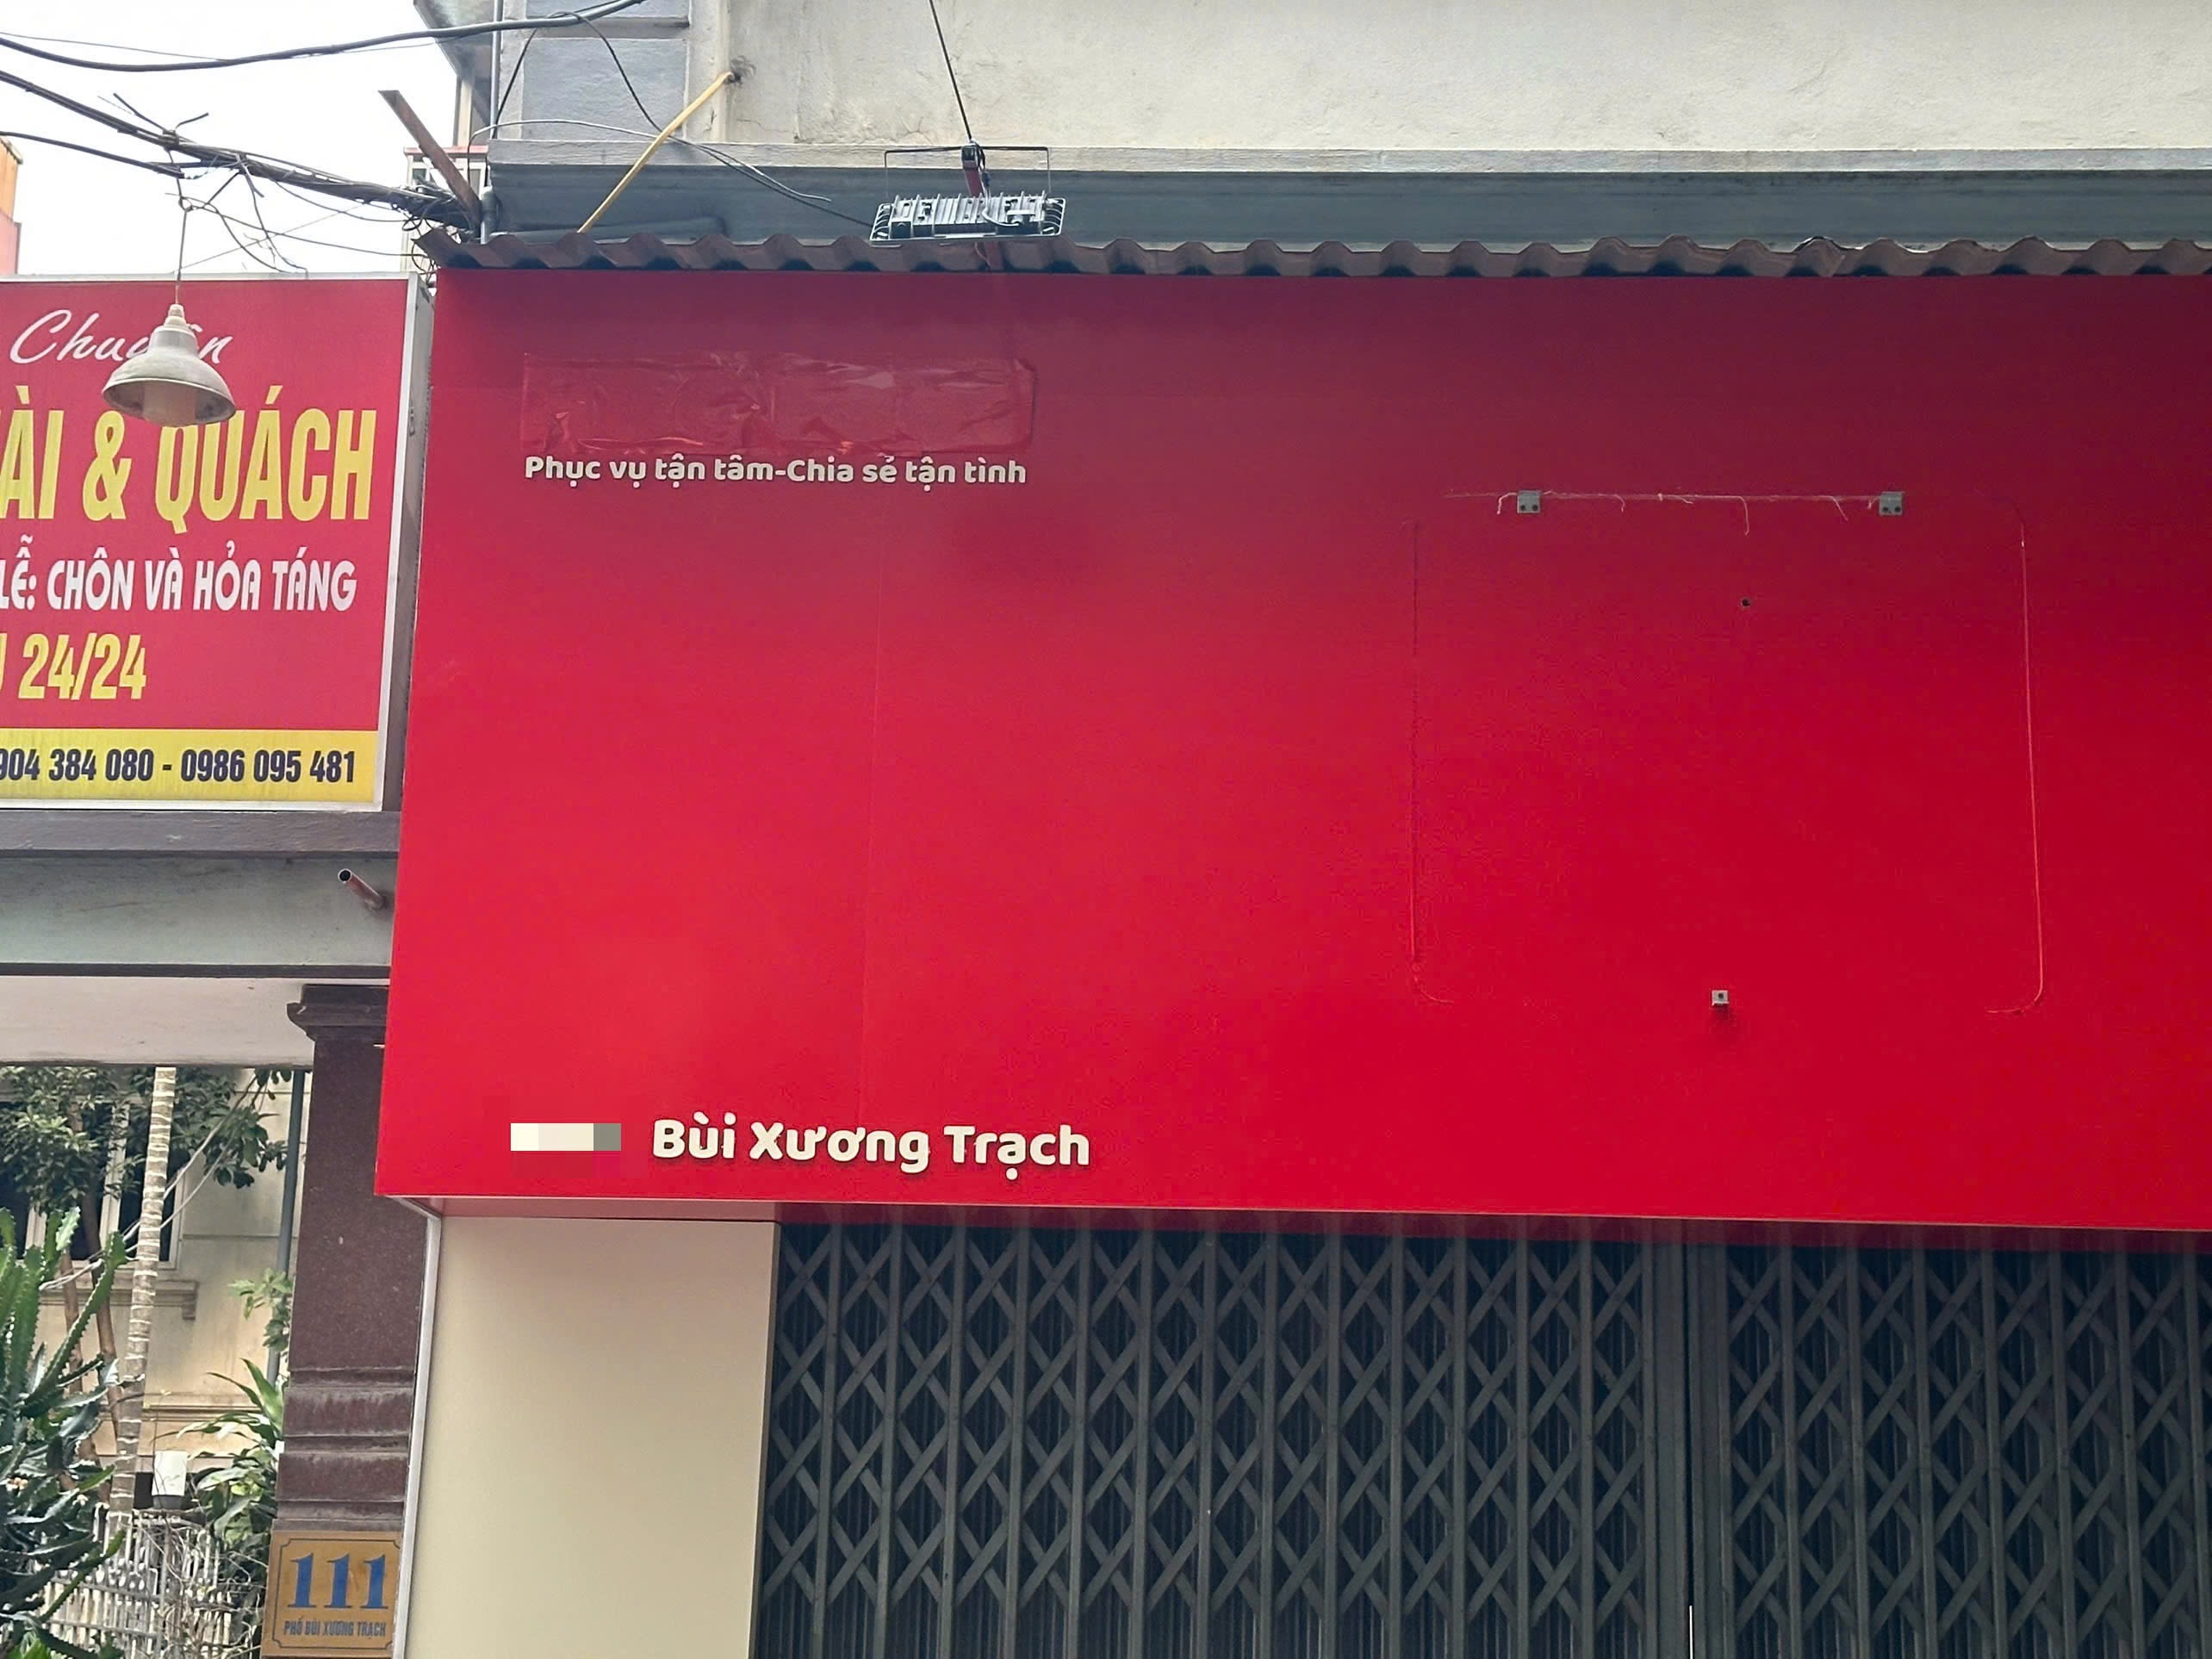 Chuyên
ÀI & QUÁCH
LỄ: CHÔN VÀ HỎA TÁNG
24/24
904 384 080 - 0986 095 481
Phục vụ tận tâm-Chia sẻ tận tình
Bùi Xương Trạch
111
PHỐ BÙI XƯƠNG TRẠCH